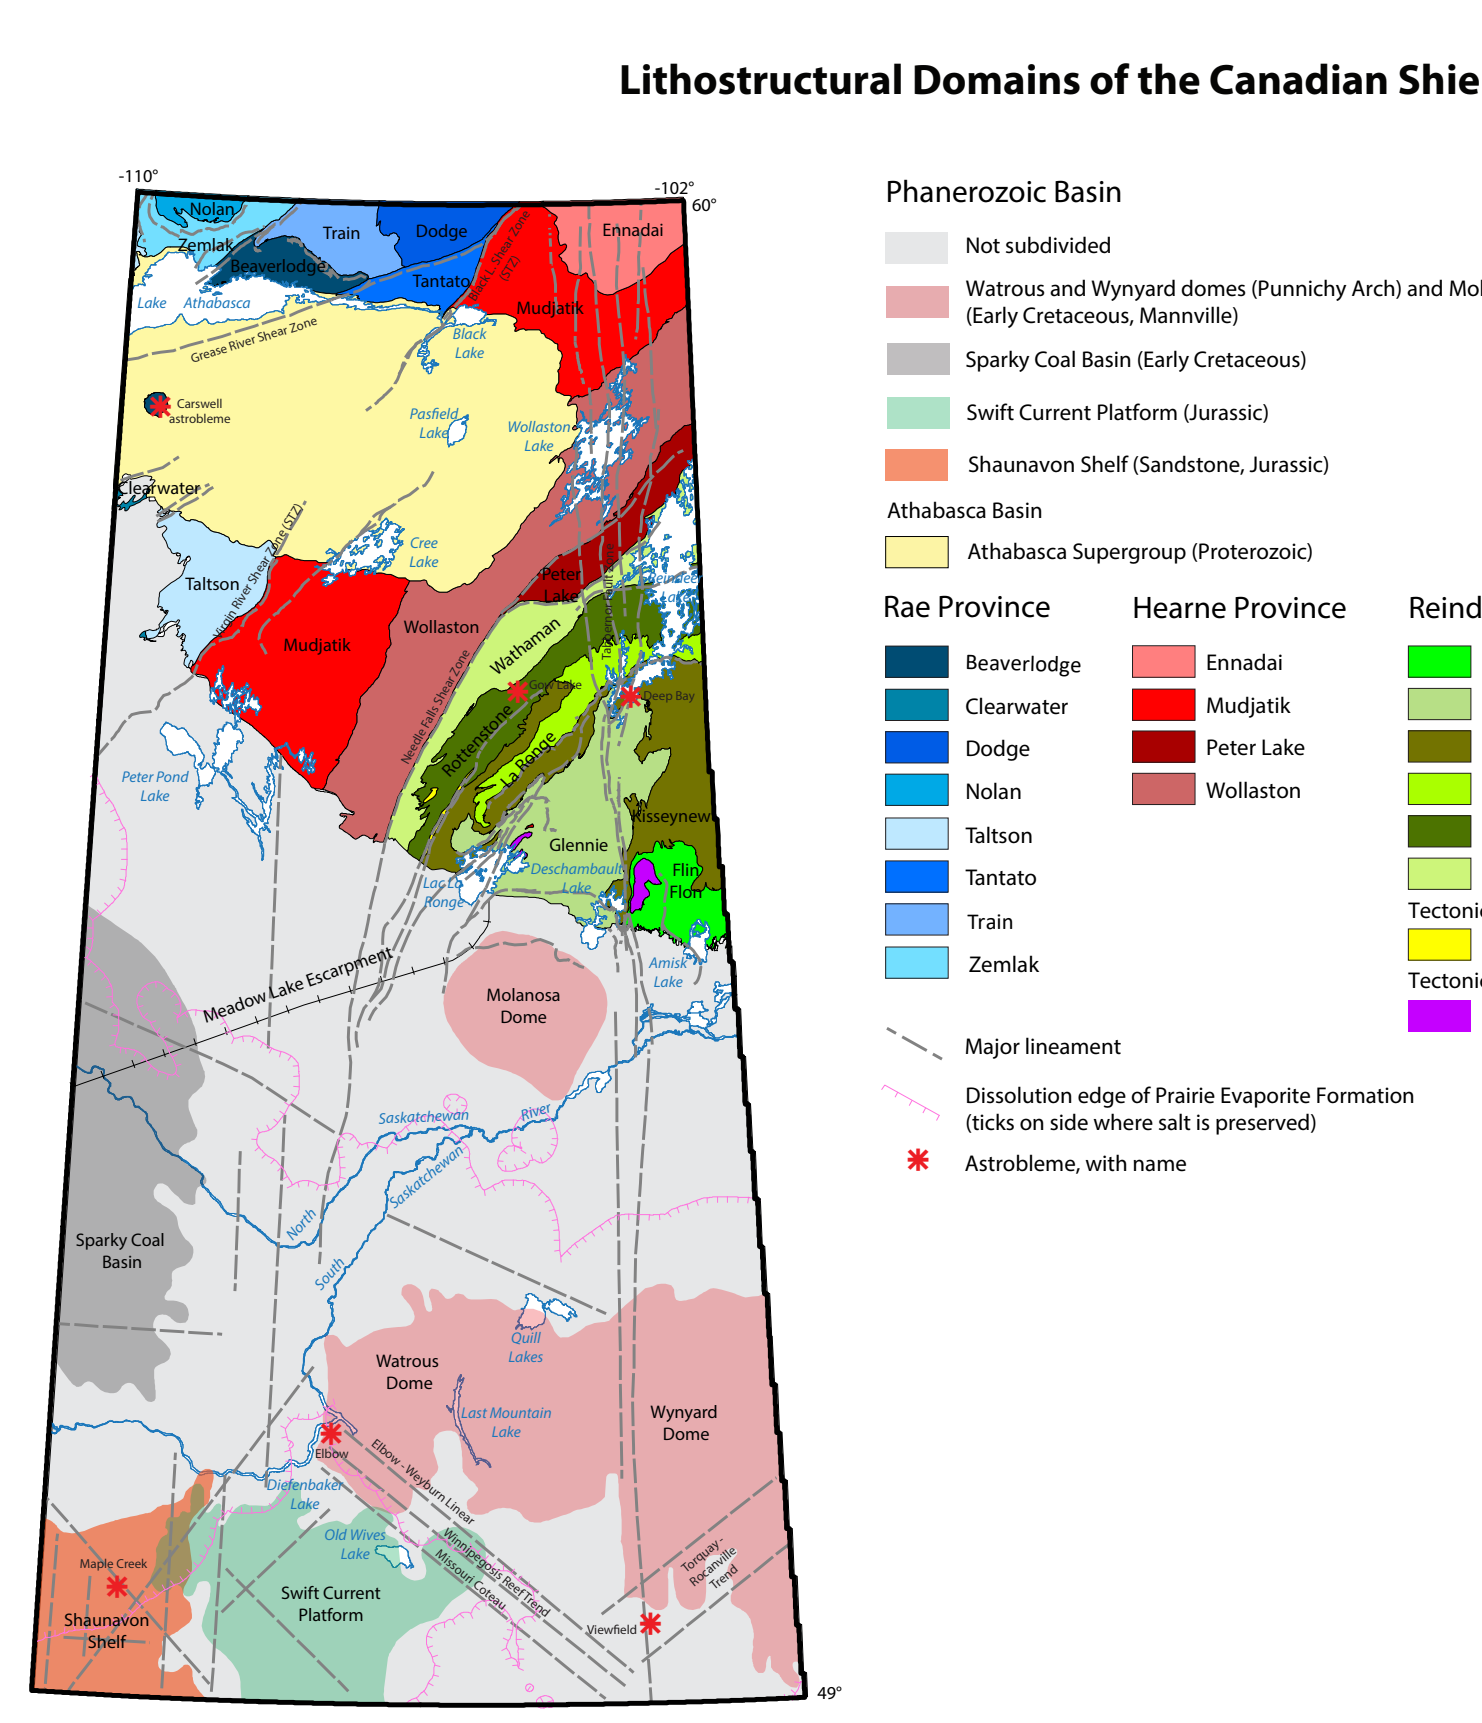 Lithostructural Domains of the Canadian Shie
-110°
-102°
60°
Nolan
Zemlak
Train
Dodge
Ennadai
Beaverlodge
Tantato
Black L. Shear Zone
(STZ)
Mudjatik
Lake Athabasca
Grease River Shear Zone
Black
Lake
Carswell
astrobleme
Pasfield
Lake
Wollaston
Lake
Clearwater
Virgin River Shear Zone (STZ)
Cree
Lake
Taltson
Peter
Lake
Tabbernor Fault Zone
Reindeer
Lake
Mudjatik
Wollaston
Wathaman
Needle Falls Shear Zone
Gow Lake
Deep Bay
Rottenstone
La Ronge
Peter Pond
Lake
Kisseynew
Glennie
Deschambault
Lake
Flin
Flon
Lac La
Ronge
Amisk
Lake
Meadow Lake Escarpment
Molanosa
Dome
Saskatchewan River
Saskatchewan
North
South
Sparky Coal
Basin
Quill
Lakes
Watrous
Dome
Last Mountain
Lake
Wynyard
Dome
Elbow
Elbow - Weyburn Linear
Diefenbaker
Lake
Old Wives
Lake
Winnipegosis Reef Trend
Missouri Coteau
Torquay -
Rocanville
Trend
Maple Creek
Swift Current
Platform
Shaunavon
Shelf
Viewfield
49°
Phanerozoic Basin
Not subdivided
Watrous and Wynyard domes (Punnichy Arch) and Mol
(Early Cretaceous, Mannville)
Sparky Coal Basin (Early Cretaceous)
Swift Current Platform (Jurassic)
Shaunavon Shelf (Sandstone, Jurassic)
Athabasca Basin
Athabasca Supergroup (Proterozoic)
Rae Province
Beaverlodge
Clearwater
Dodge
Nolan
Taltson
Tantato
Train
Zemlak
Hearne Province
Ennadai
Mudjatik
Peter Lake
Wollaston
Reind
Tectonic
Tectonic
Major lineament
Dissolution edge of Prairie Evaporite Formation
(ticks on side where salt is preserved)
Astrobleme, with name